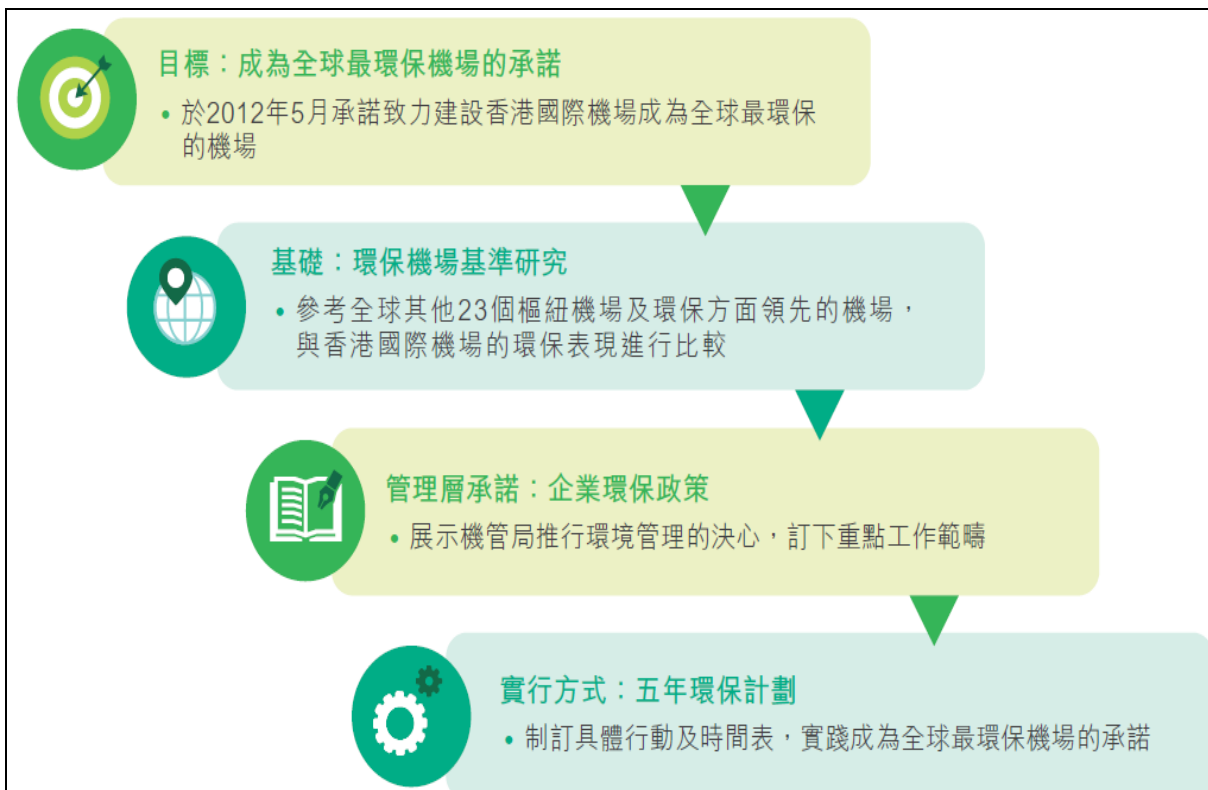 目標：成為全球最環保機場的承諾
• 於2012年5月承諾致力建設香港國際機場成為全球最環保
的機場
基礎：環保機場基準研究
• 參考全球其他23個樞紐機場及環保方面領先的機場，
與香港國際機場的環保表現進行比較
管理層承諾：企業環保政策
• 展示機管局推行環境管理的決心，訂下重點工作範疇
實行方式：五年環保計劃
• 制訂具體行動及時間表，實踐成為全球最環保機場的承諾